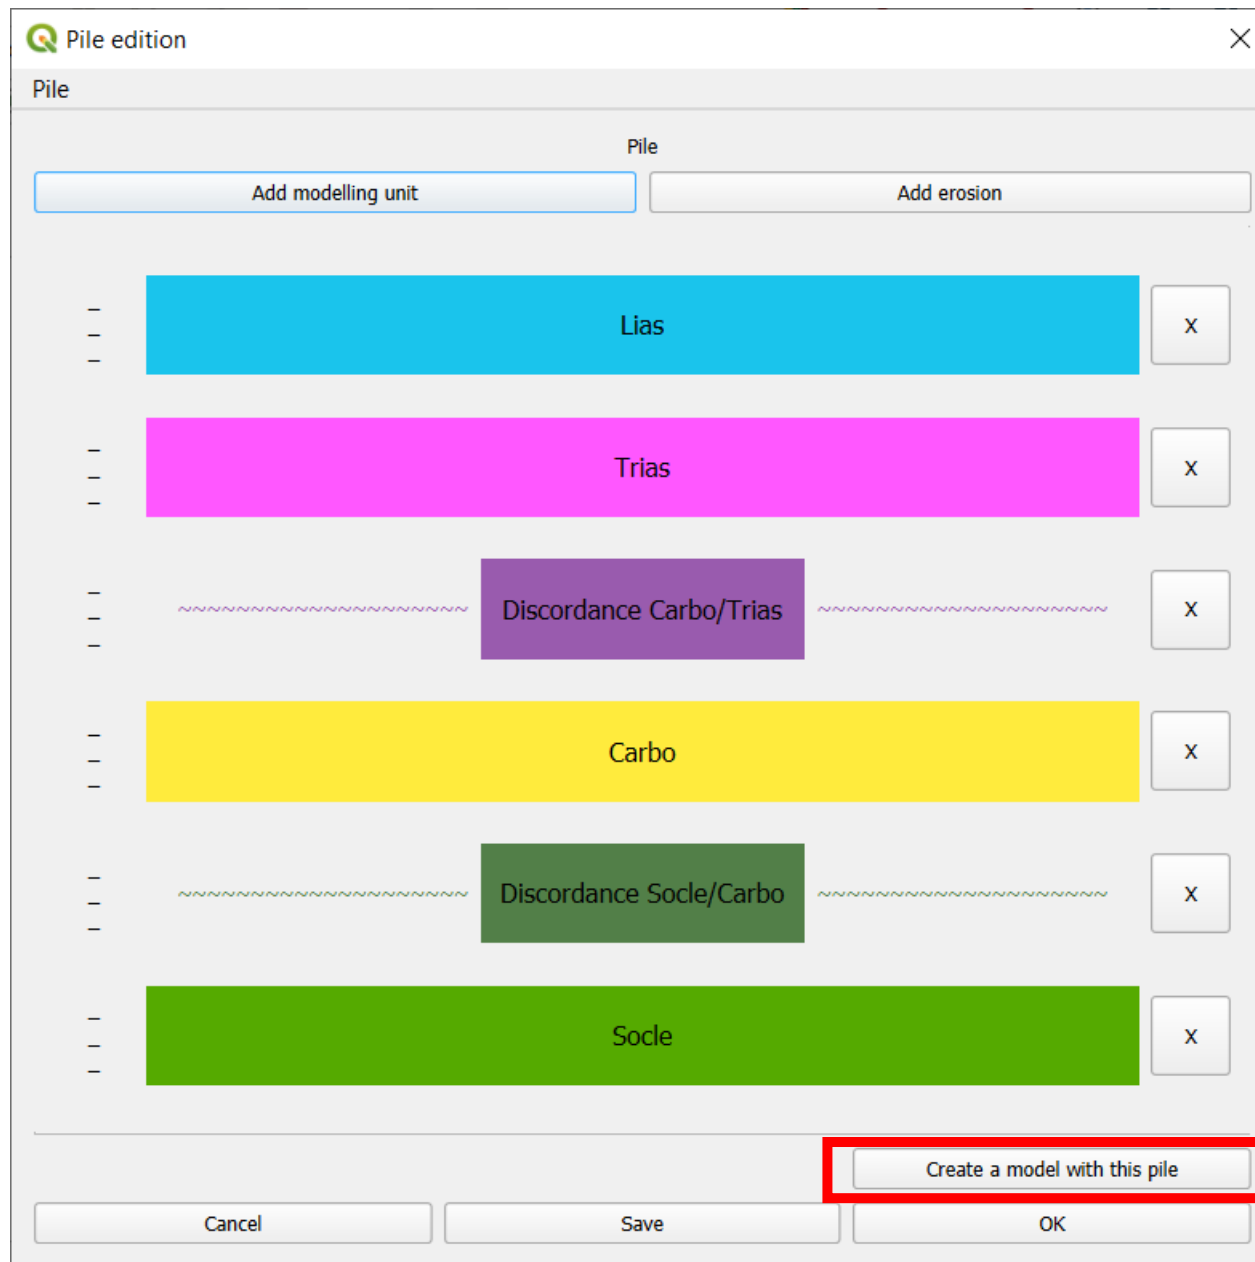 Pile edition
Pile
Pile
Add modelling unit
Add erosion
Lias
X
Trias
X
~~~~~~~~~~~~~~~~~~~~ Discordance Carbo/Trias ~~~~~~~~~~~~~~~~~~~~
X
Carbo
X
~~~~~~~~~~~~~~~~~~~~ Discordance Socle/Carbo ~~~~~~~~~~~~~~~~~~~~
X
Socle
X
Create a model with this pile
Cancel
Save
OK